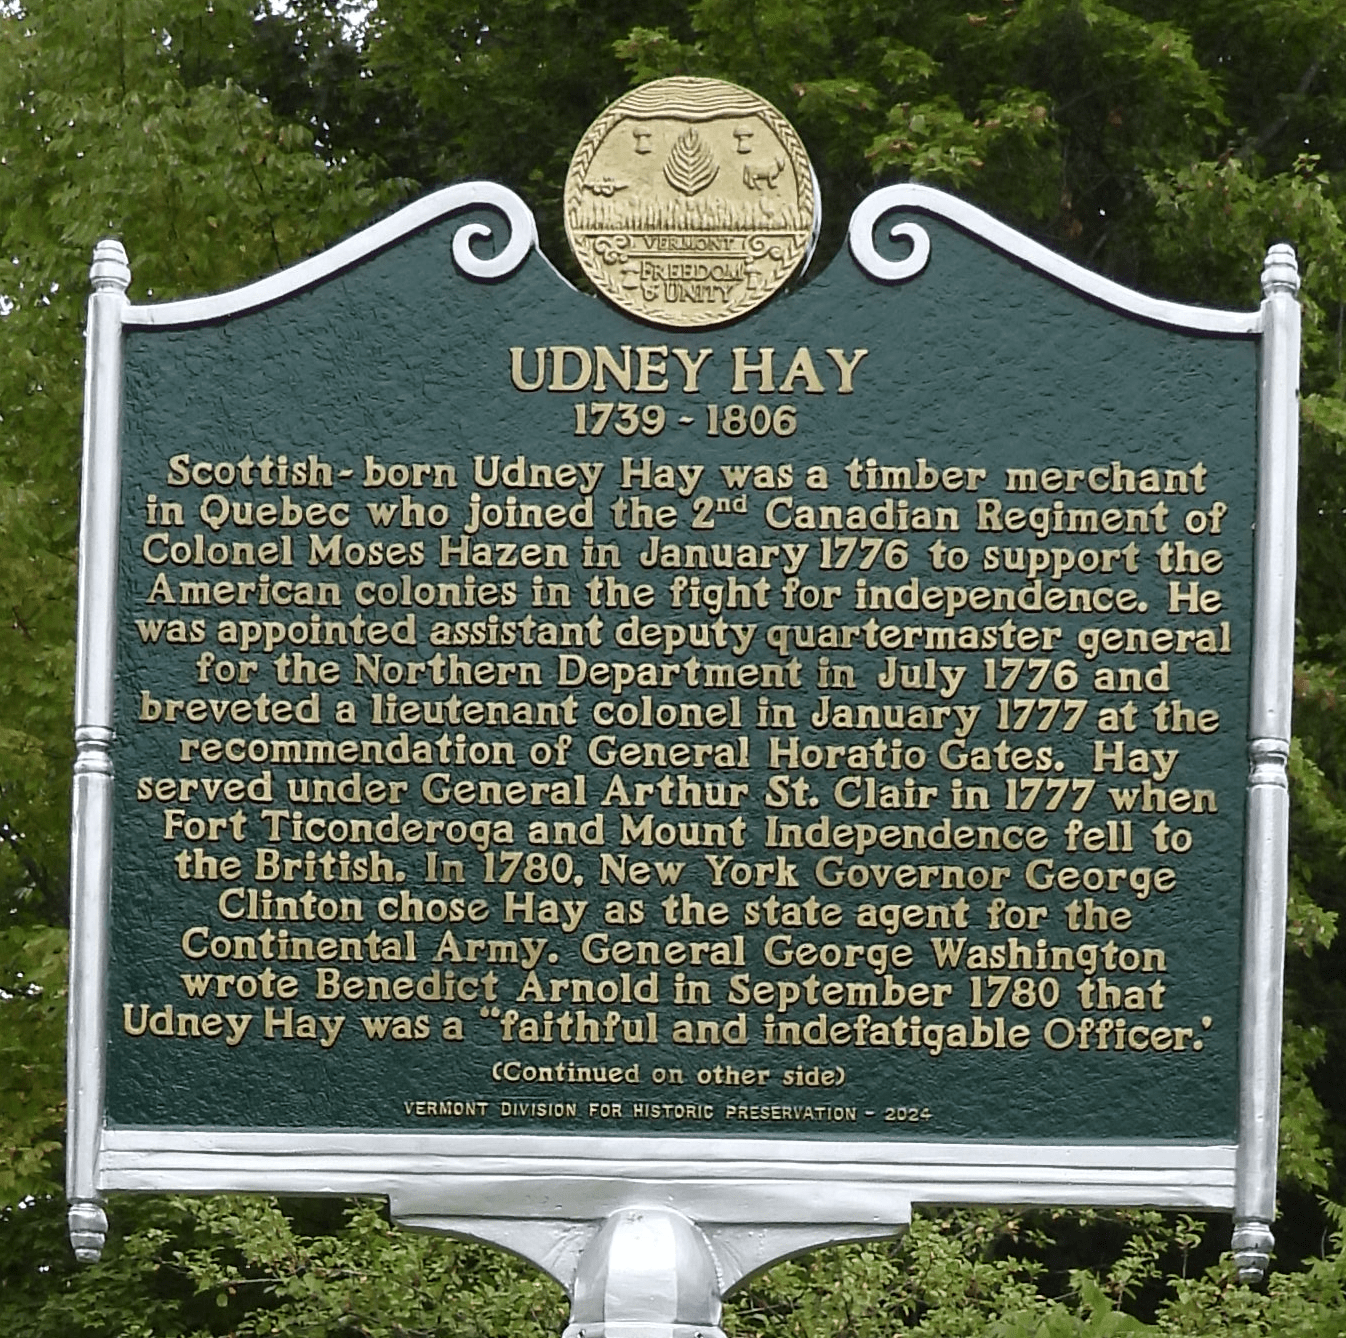 VERMONT
FREEDOM
& UNITY
UDNEY HAY
1739 - 1806
Scottish-born Udney Hay was a timber merchant
in Quebec who joined the 2nd Canadian Regiment of
Colonel Moses Hazen in January 1776 to support the
American colonies in the fight for independence. He
was appointed assistant deputy quartermaster general
for the Northern Department in July 1776 and
breveted a lieutenant colonel in January 1777 at the
recommendation of General Horatio Gates. Hay
served under General Arthur St. Clair in 1777 when
Fort Ticonderoga and Mount Independence fell to
the British. In 1780, New York Governor George
Clinton chose Hay as the state agent for the
Continental Army. General George Washington
wrote Benedict Arnold in September 1780 that
Udney Hay was a “faithful and indefatigable Officer.'
(Continued on other side)
VERMONT DIVISION FOR HISTORIC PRESERVATION - 2024